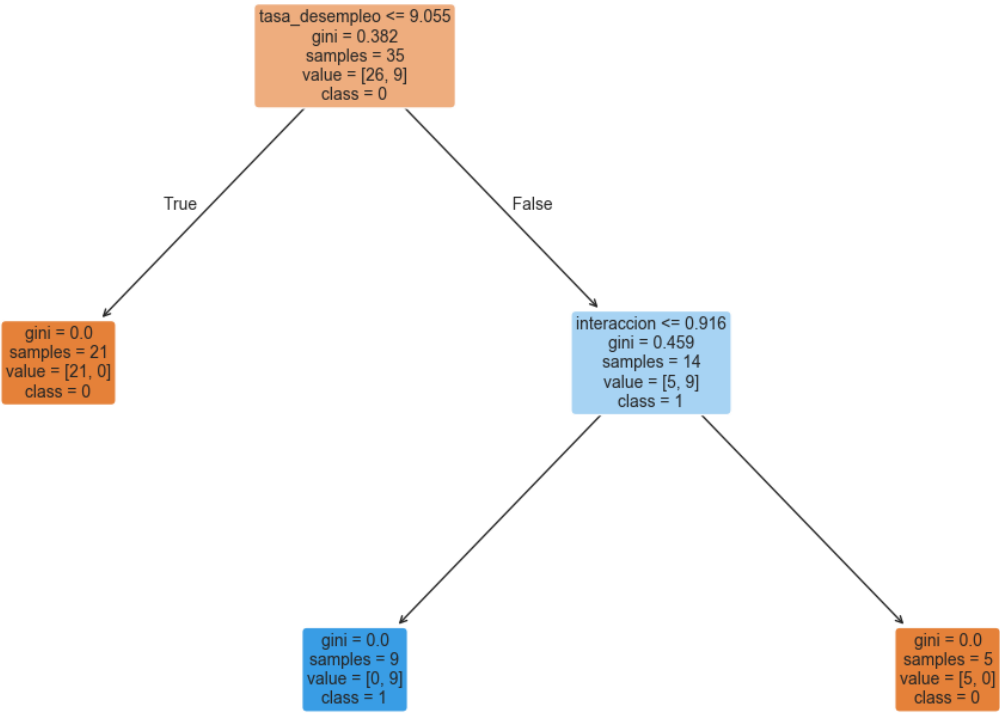 tasa_desempleo <= 9.055
gini = 0.382
samples = 35
value = [26, 9]
class = 0
True
False
gini = 0.0
samples = 21
value = [21, 0]
class = 0
interaccion <= 0.916
gini = 0.459
samples = 14
value = [5, 9]
class = 1
gini = 0.0
samples = 9
value = [0, 9]
class = 1
gini = 0.0
samples = 5
value = [5, 0]
class = 0